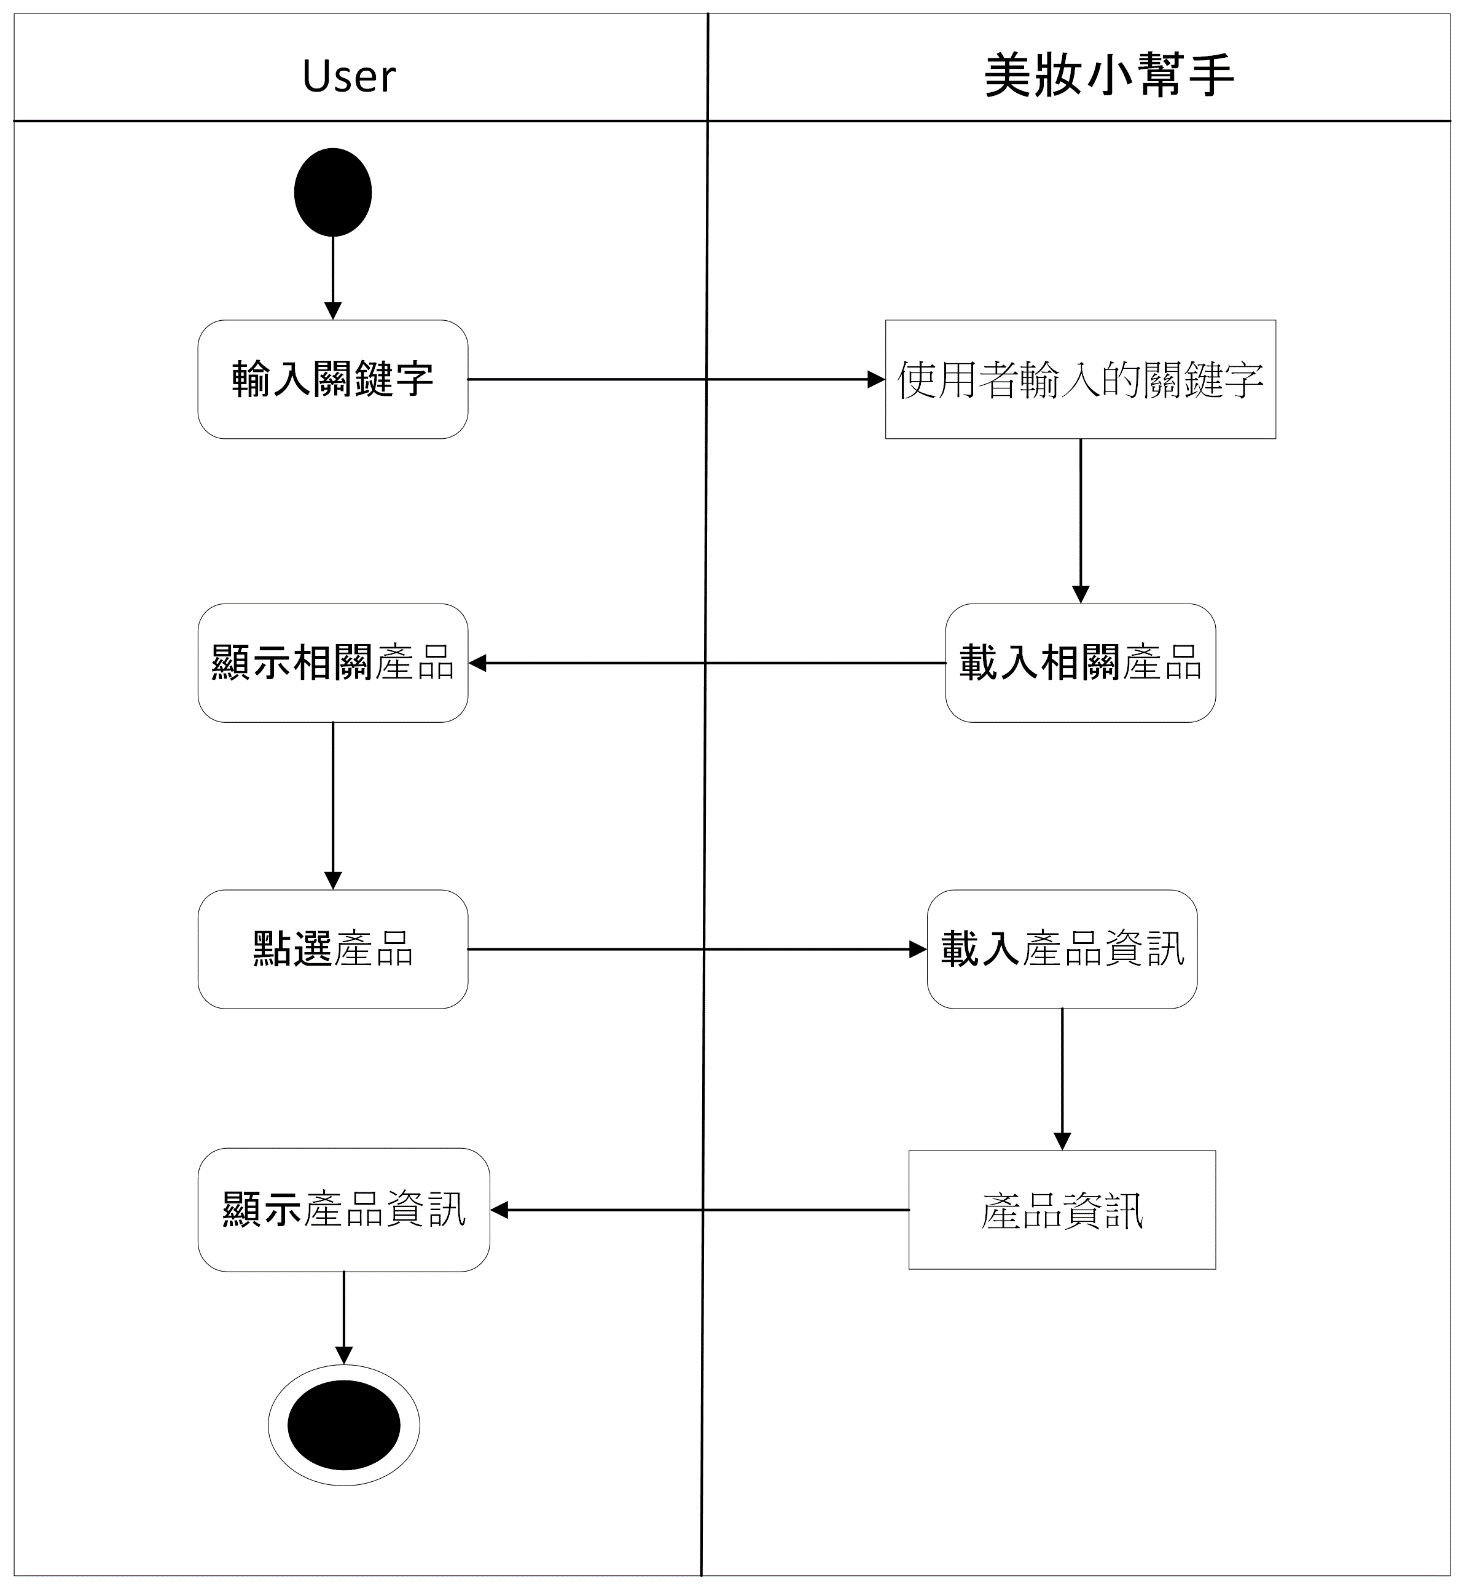 User
美妝小幫手
輸入關鍵字
使用者輸入的關鍵字
顯示相關產品
載入相關產品
點選產品
載入產品資訊
顯示產品資訊
產品資訊